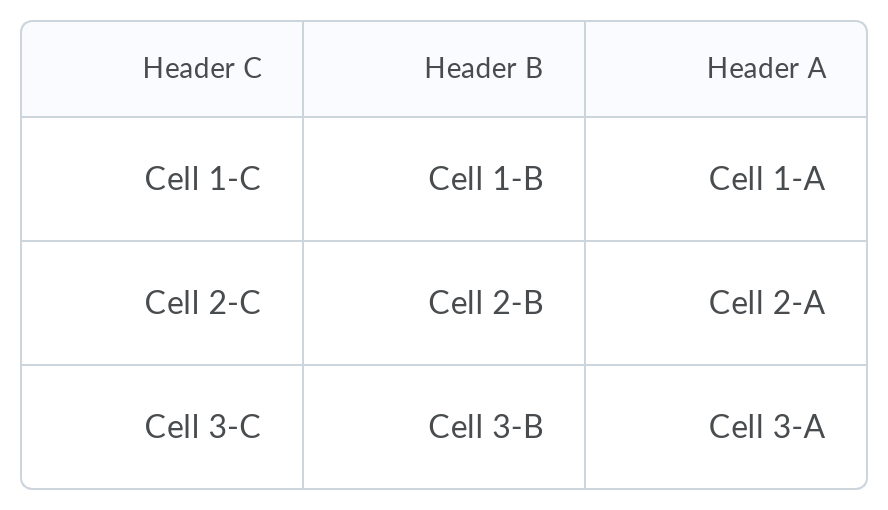 Header C Header B Header A
Cell 1-C Cell 1-B Cell 1-A
Cell 2-C Cell 2-B Cell 2-A
Cell 3-C Cell 3-B Cell 3-A